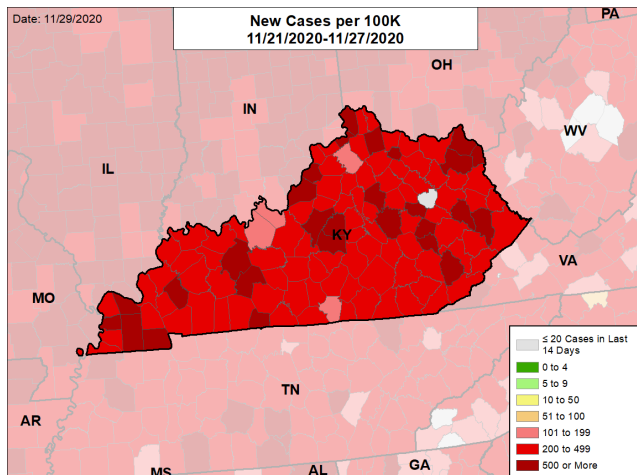 Date: 11/29/2020
New Cases per 100K
11/21/2020-11/27/2020
PA
OH
IN
WV
IL
KY
VA
MO
TN
AR
MS
AL
GA
≤ 20 Cases in Last
14 Days
0 to 4
5 to 9
10 to 50
51 to 100
101 to 199
200 to 499
500 or More